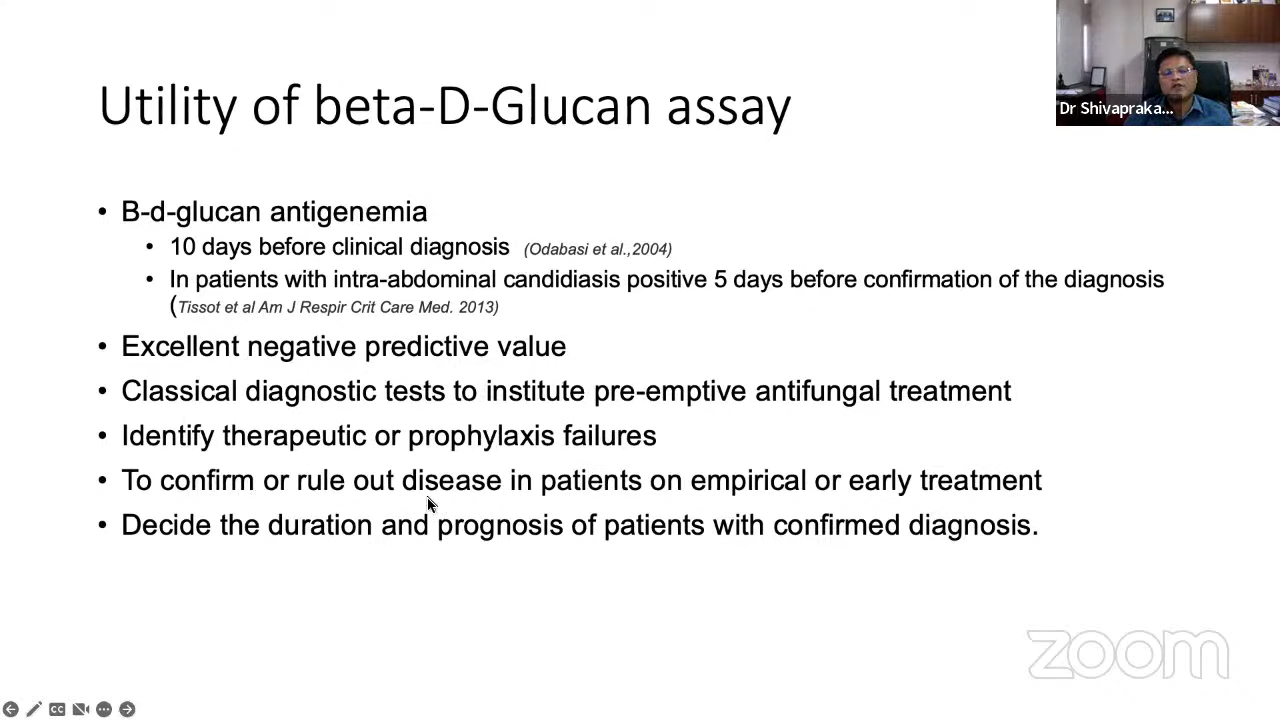 Utility of beta-D-Glucan assay
Dr Shivapraka...
• B-d-glucan antigenemia
• 10 days before clinical diagnosis (Odabasi et al.,2004)
• In patients with intra-abdominal candidiasis positive 5 days before confirmation of the diagnosis
(Tissot et al Am J Respir Crit Care Med. 2013)
• Excellent negative predictive value
• Classical diagnostic tests to institute pre-emptive antifungal treatment
• Identify therapeutic or prophylaxis failures
• To confirm or rule out disease in patients on empirical or early treatment
• Decide the duration and prognosis of patients with confirmed diagnosis.
zoom
CC